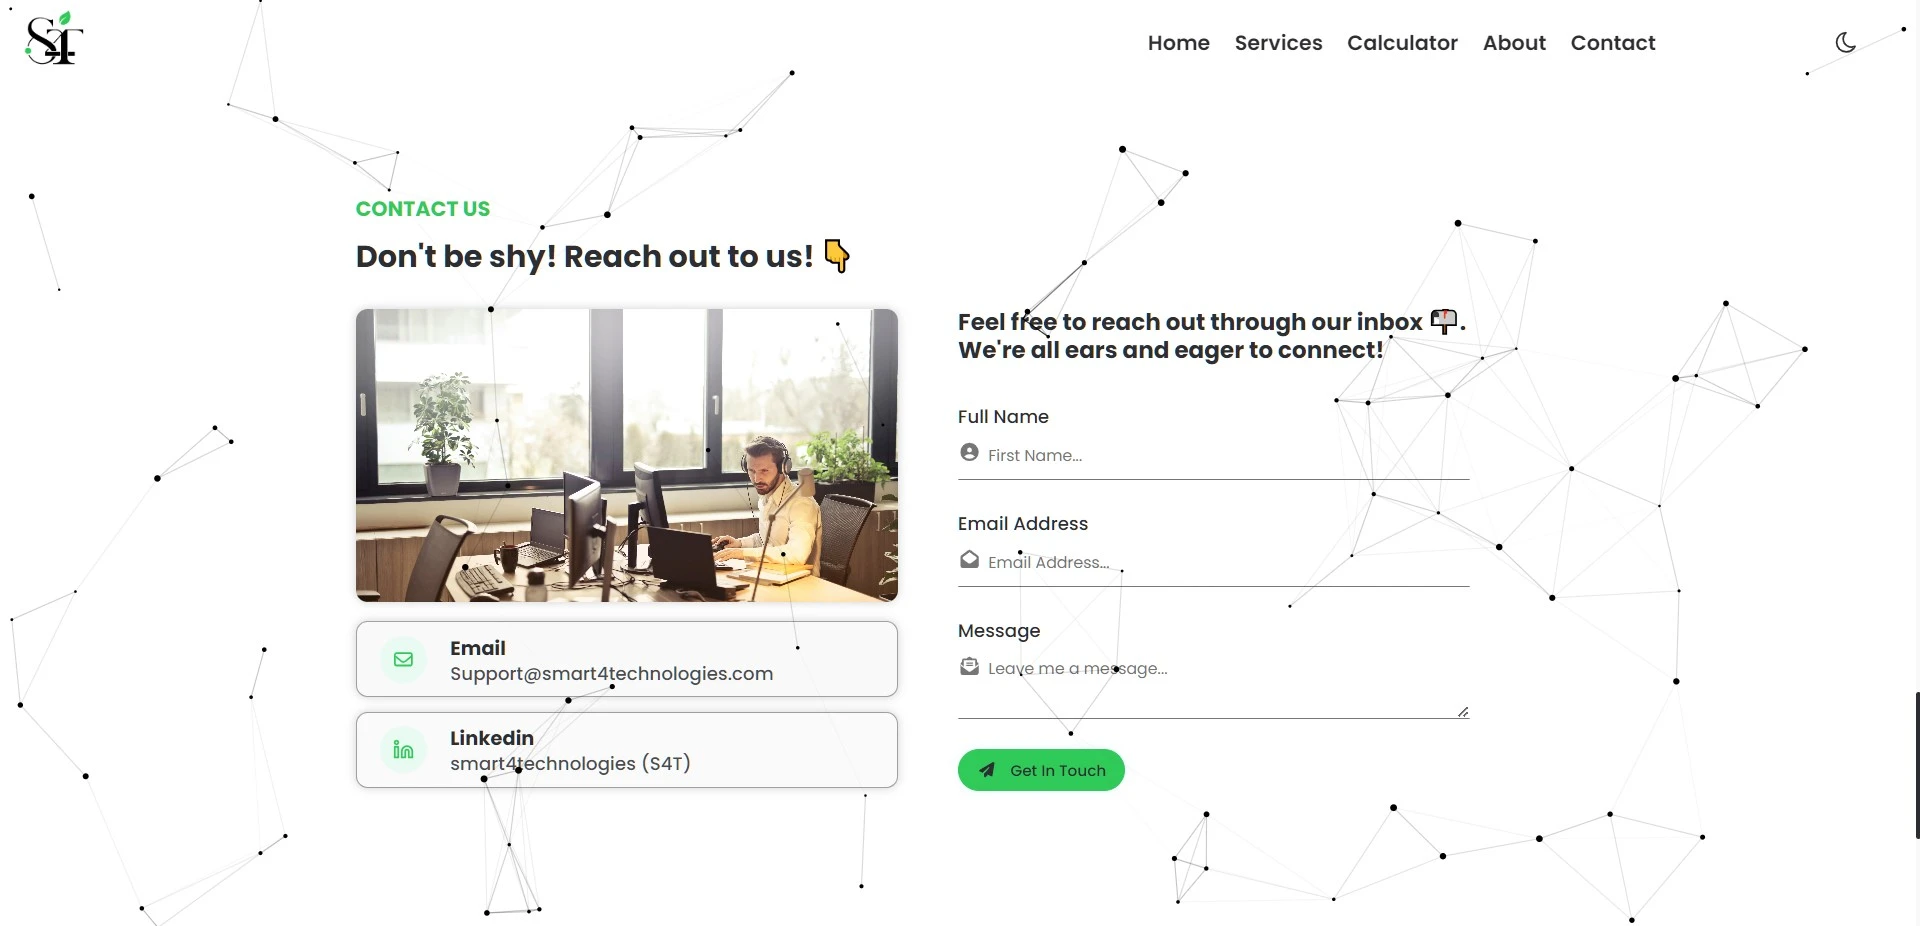 S4T
Home Services Calculator About Contact
CONTACT US
Don't be shy! Reach out to us! 👇
Feel free to reach out through our inbox 📬.
We're all ears and eager to connect!
Full Name
First Name...
Email Address
Email Address...
Message
Leave me a message...
Get In Touch
Email
Support@smart4technologies.com
Linkedin
smart4technologies (S4T)